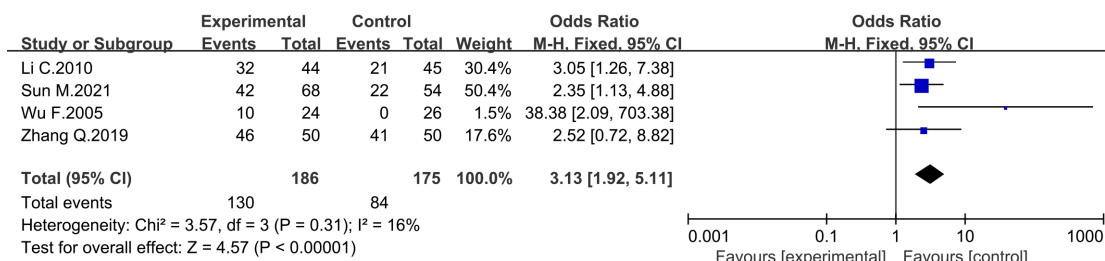 Experimental Control Odds Ratio Odds Ratio
Study or Subgroup Events Total Events Total Weight M-H, Fixed, 95% CI M-H, Fixed, 95% CI
Li C.2010 32 44 21 45 30.4% 3.05 [1.26, 7.38]
Sun M.2021 42 68 22 54 50.4% 2.35 [1.13, 4.88]
Wu F.2005 10 24 0 26 1.5% 38.38 [2.09, 703.38]
Zhang Q.2019 46 50 41 50 17.6% 2.52 [0.72, 8.82]
Total (95% CI) 186 175 100.0% 3.13 [1.92, 5.11]
Total events 130 84
Heterogeneity: Chi² = 3.57, df = 3 (P = 0.31); I² = 16%
Test for overall effect: Z = 4.57 (P < 0.00001)
0.001 0.1 1 10 1000
Favours [experimental] Favours [control]